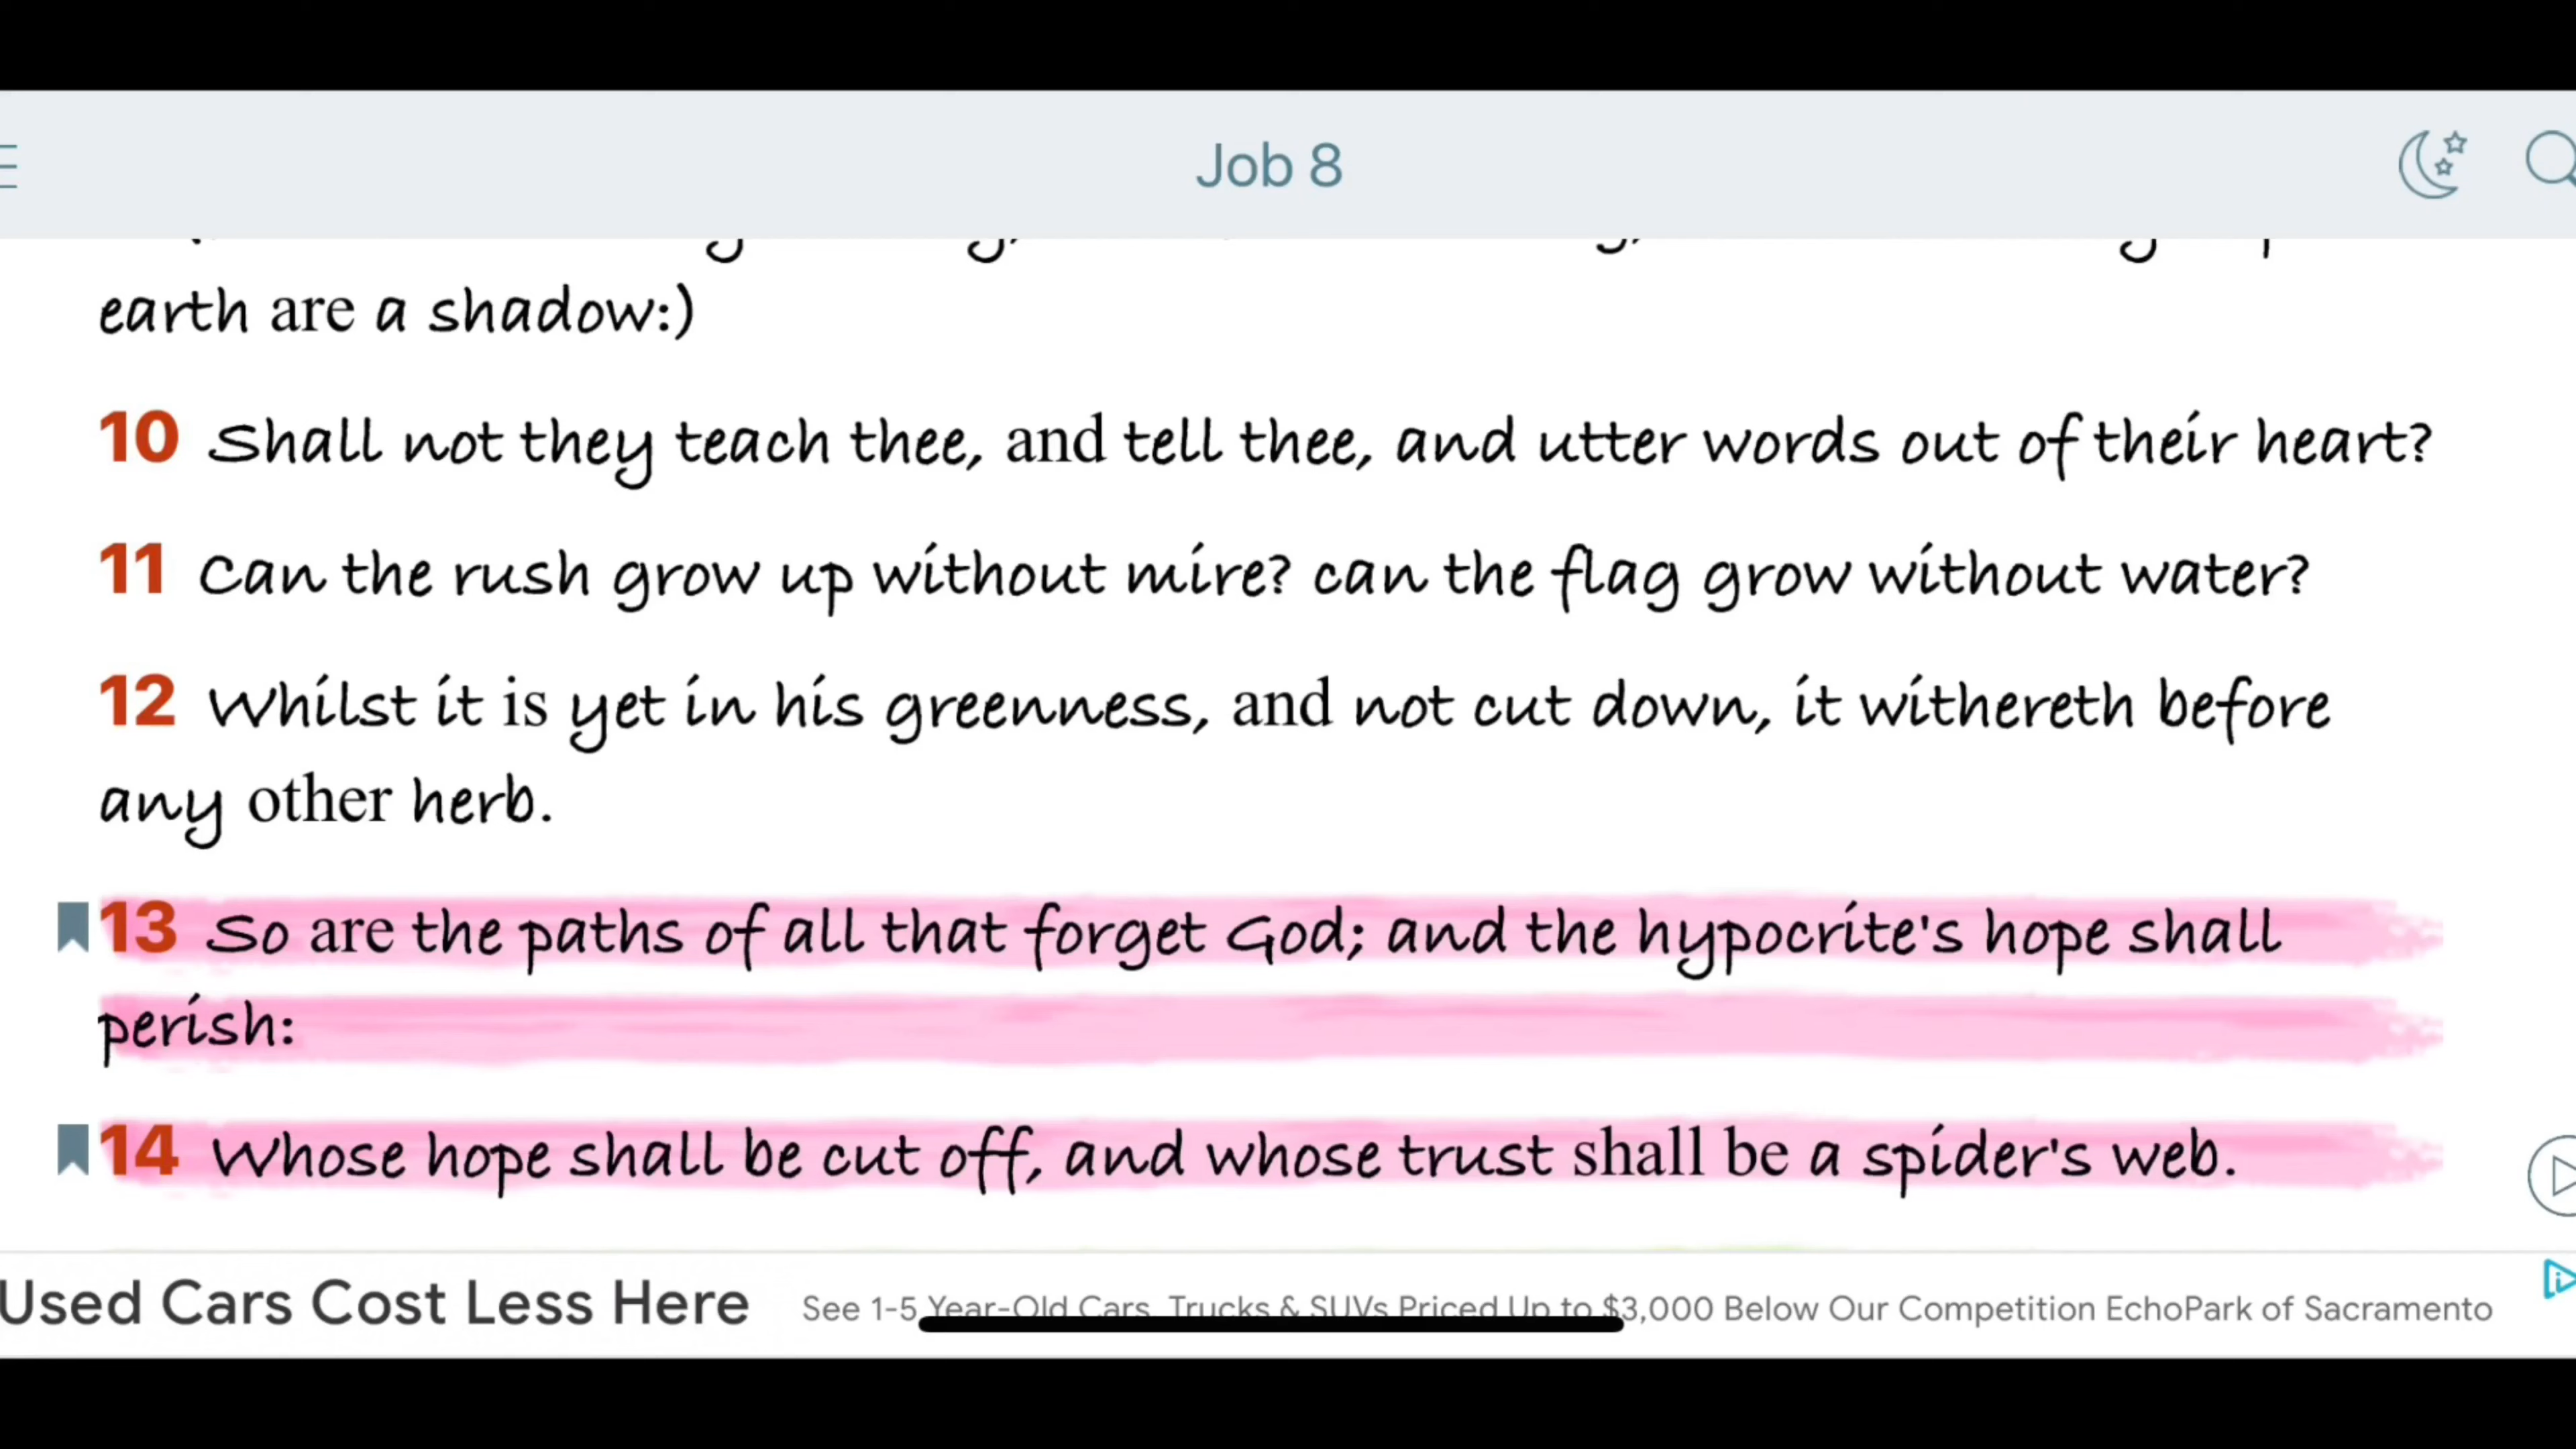 Job 8
earth are a shadow:)
10 Shall not they teach thee, and tell thee, and utter words out of their heart?
11 Can the rush grow up without mire? can the flag grow without water?
12 Whilst it is yet in his greenness, and not cut down, it withereth before
any other herb.
13 So are the paths of all that forget God; and the hypocrite's hope shall
perish:
14 Whose hope shall be cut off, and whose trust shall be a spider's web.
Used Cars Cost Less Here
See 1-5 Year-Old Cars, Trucks & SUVs Priced Up to $3,000 Below Our Competition EchoPark of Sacramento